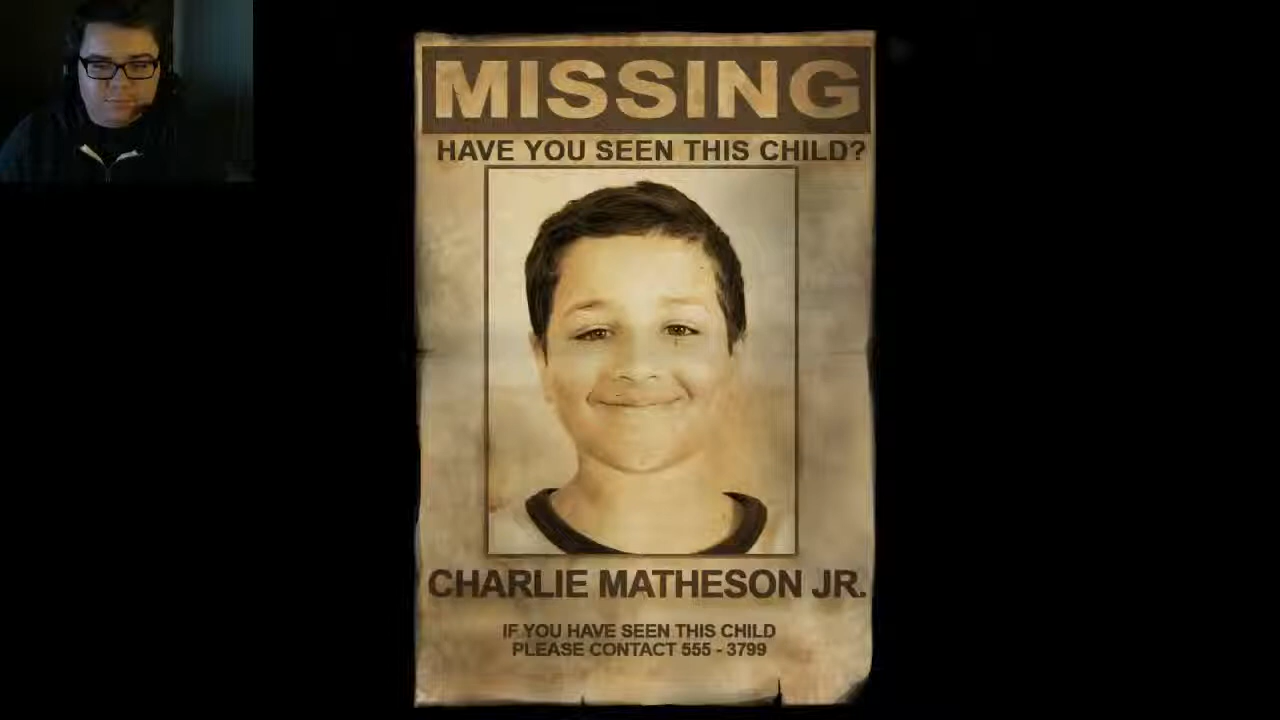 MISSING
HAVE YOU SEEN THIS CHILD?
CHARLIE MATHESON JR.
IF YOU HAVE SEEN THIS CHILD
PLEASE CONTACT 555 - 3799